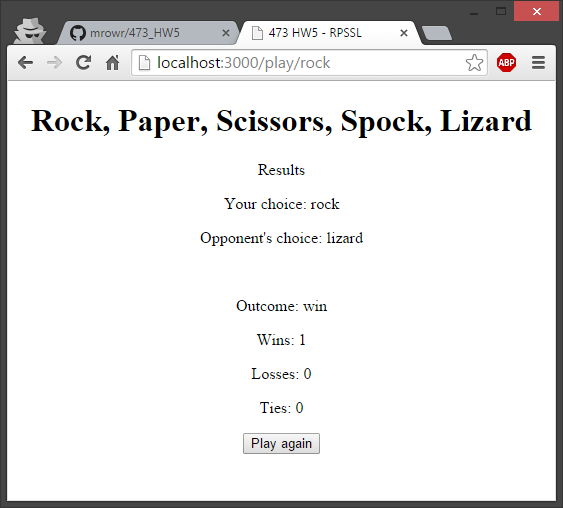 mrowr/473_HW5
473 HW5 - RPSSL
localhost:3000/play/rock
ABP
Rock, Paper, Scissors, Spock, Lizard
Results
Your choice: rock
Opponent's choice: lizard
Outcome: win
Wins: 1
Losses: 0
Ties: 0
Play again